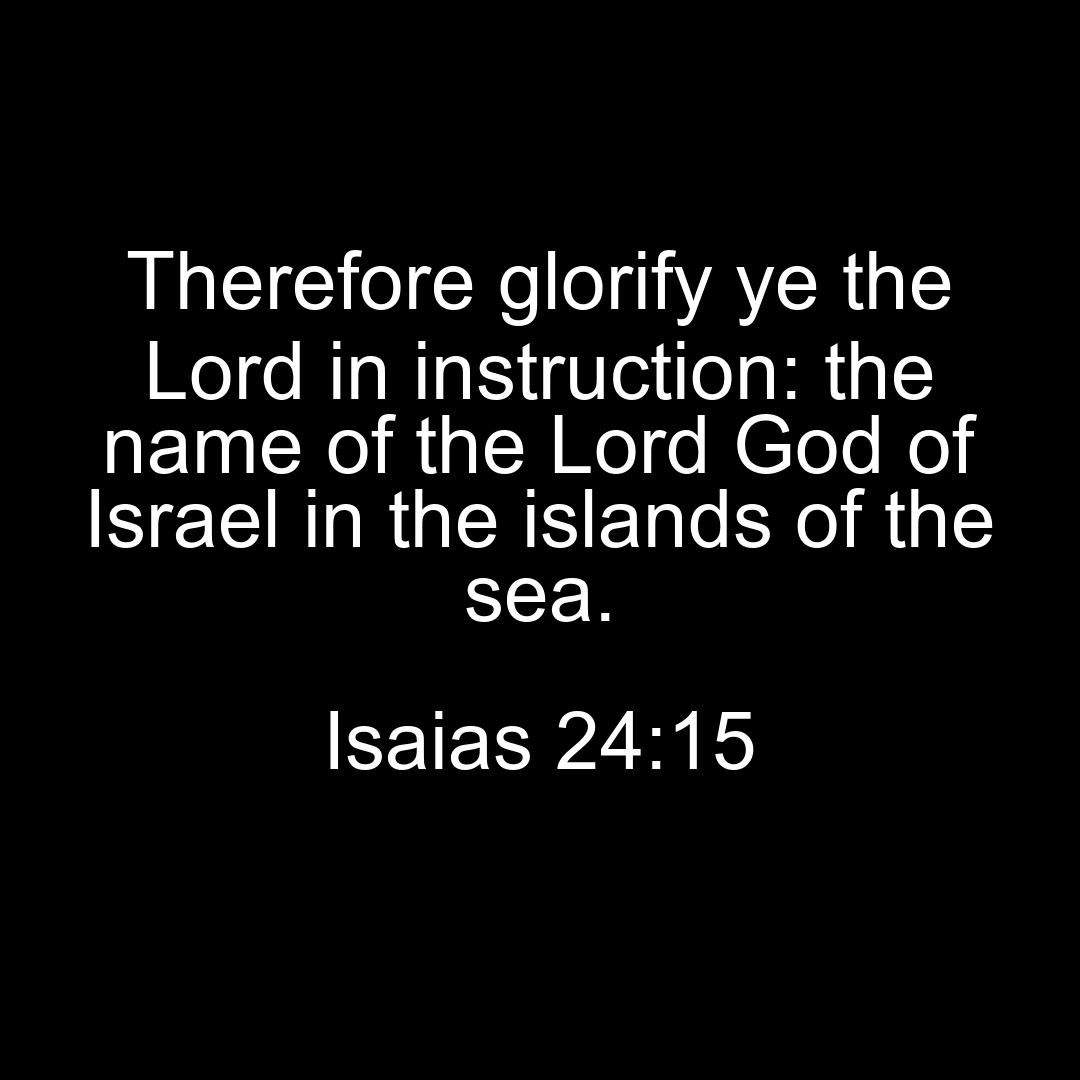 Therefore glorify ye the
Lord in instruction: the
name of the Lord God of
Israel in the islands of the
sea.
Isaias 24:15